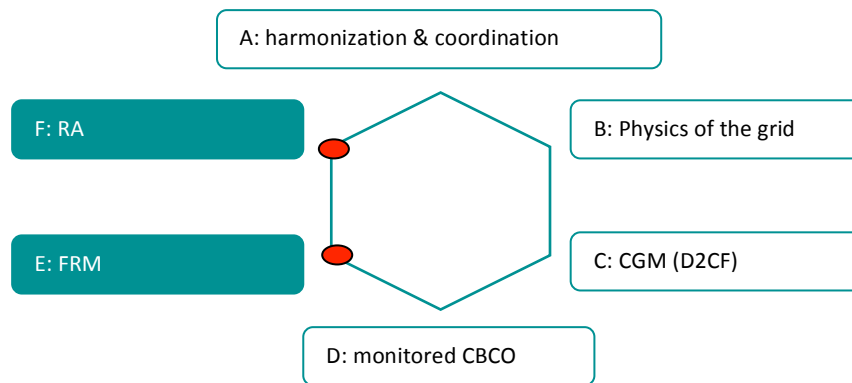 A: harmonization & coordination
F: RA
B: Physics of the grid
E: FRM
C: CGM (D2CF)
D: monitored CBCO